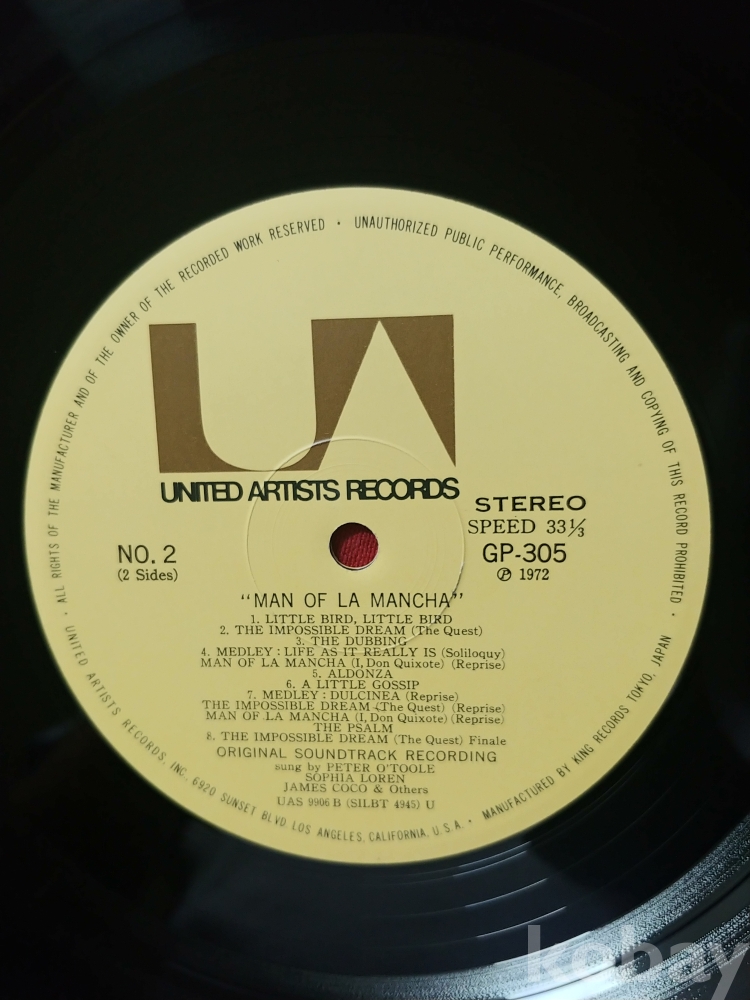 ALL RIGHTS OF THE MANUFACTURER AND OF THE OWNER OF THE RECORDED WORK RESERVED · UNAUTHORIZED PUBLIC PERFORMANCE, BROADCASTING AND COPYING OF THIS RECORD PROHIBITED ·
UA
UNITED ARTISTS RECORDS
STEREO
SPEED 33 1/3
NO. 2
(2 Sides)
GP-305
℗ 1972
"MAN OF LA MANCHA"
1. LITTLE BIRD, LITTLE BIRD
2. THE IMPOSSIBLE DREAM (The Quest)
3. THE DUBBING
4. MEDLEY : LIFE AS IT REALLY IS (Soliloquy)
MAN OF LA MANCHA (I, Don Quixote) (Reprise)
5. ALDONZA
6. A LITTLE GOSSIP
7. MEDLEY : DULCINEA (Reprise)
THE IMPOSSIBLE DREAM (The Quest) (Reprise)
MAN OF LA MANCHA (I, Don Quixote) (Reprise)
THE PSALM
8. THE IMPOSSIBLE DREAM (The Quest) Finale
ORIGINAL SOUNDTRACK RECORDING
sung by PETER O'TOOLE
SOPHIA LOREN
JAMES COCO & Others
UAS 9906 B (SILBT 4945) U
UNITED ARTISTS RECORDS, INC. 6920 SUNSET BLVD. LOS ANGELES, CALIFORNIA, U.S.A. · MANUFACTURED BY KING RECORDS TOKYO, JAPAN
kobay